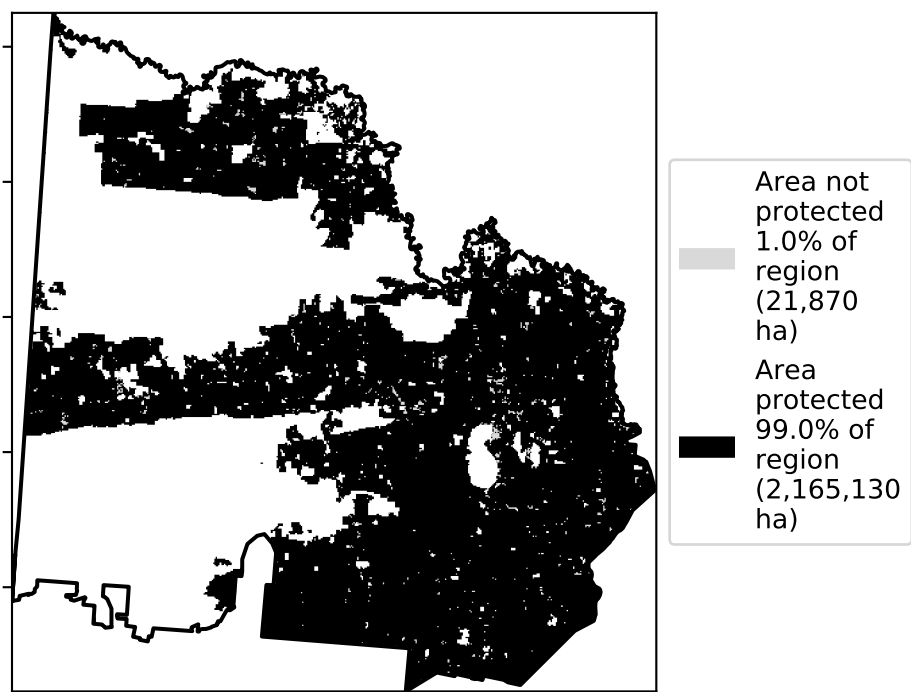 Area not
protected
1.0% of
region
(21,870
ha)
Area
protected
99.0% of
region
(2,165,130
ha)